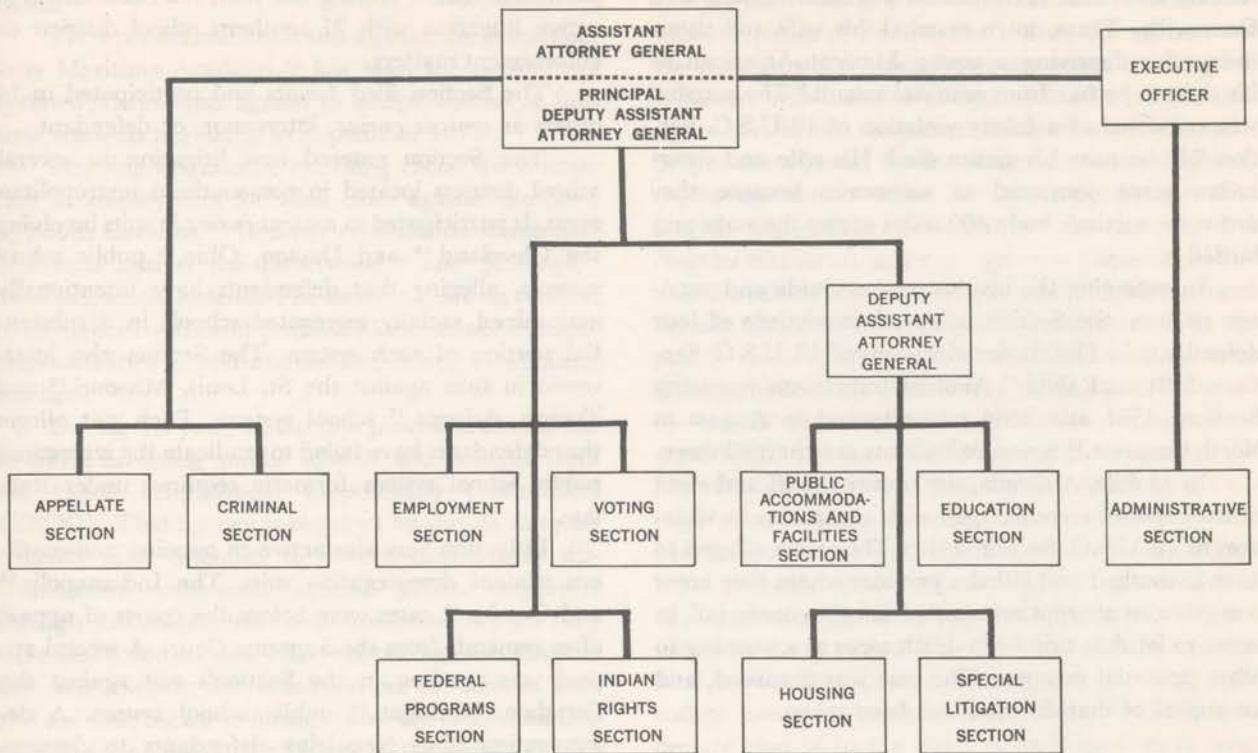 ASSISTANT
ATTORNEY GENERAL
PRINCIPAL
DEPUTY ASSISTANT
ATTORNEY GENERAL
EXECUTIVE
OFFICER
DEPUTY
ASSISTANT
ATTORNEY
GENERAL
APPELLATE
SECTION
CRIMINAL
SECTION
EMPLOYMENT
SECTION
VOTING
SECTION
PUBLIC
ACCOMMODA-
TIONS AND
FACILITIES
SECTION
EDUCATION
SECTION
ADMINISTRATIVE
SECTION
FEDERAL
PROGRAMS
SECTION
INDIAN
RIGHTS
SECTION
HOUSING
SECTION
SPECIAL
LITIGATION
SECTION